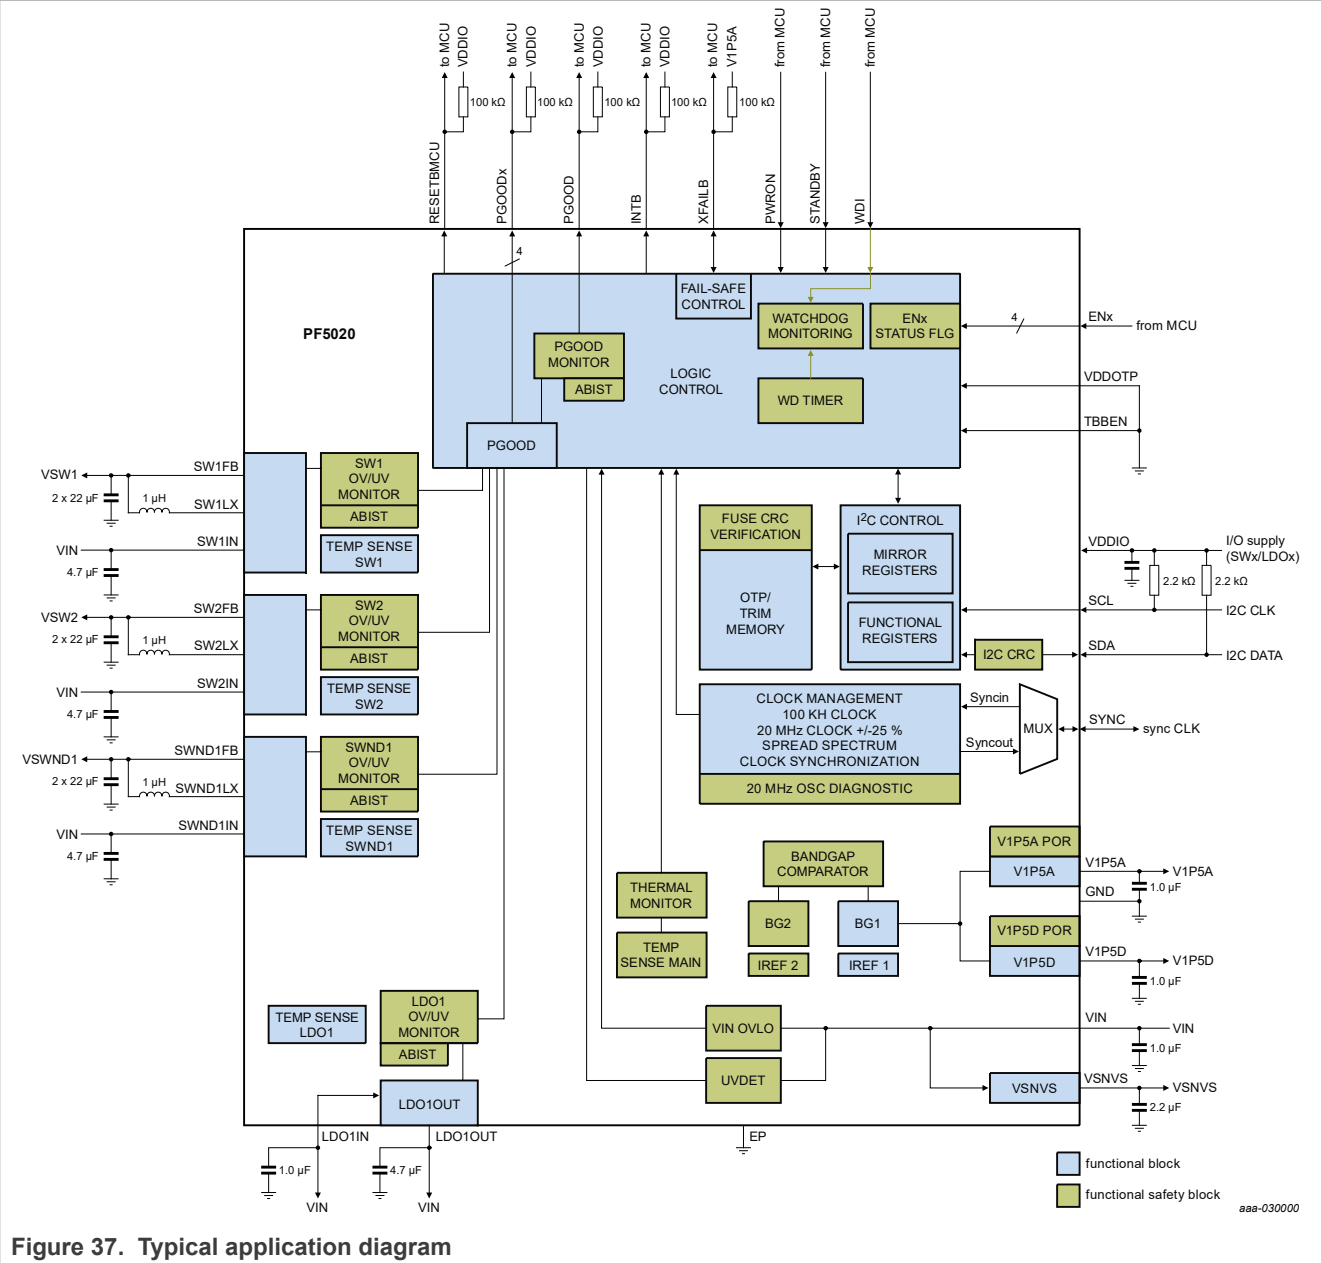 to MCU
VDDIO
to MCU
VDDIO
to MCU
VDDIO
to MCU
VDDIO
to MCU
V1P5A
from MCU
from MCU
from MCU
100 kΩ
100 kΩ
100 kΩ
100 kΩ
100 kΩ
RESETBMCU
PGOODx
PGOOD
INTB
XFAILB
PWRON
STANDBY
WDI
4
PF5020
FAIL-SAFE
CONTROL
WATCHDOG
MONITORING
ENx
STATUS FLG
4
ENx
from MCU
PGOOD
MONITOR
ABIST
LOGIC
CONTROL
WD TIMER
VDDOTP
TBBEN
PGOOD
VSW1
SW1FB
2 x 22 µF
1 µH
SW1LX
VIN
SW1IN
4.7 µF
SW1
OV/UV
MONITOR
ABIST
TEMP SENSE
SW1
VSW2
SW2FB
2 x 22 µF
1 µH
SW2LX
VIN
SW2IN
4.7 µF
SW2
OV/UV
MONITOR
ABIST
TEMP SENSE
SW2
VSWND1
SWND1FB
2 x 22 µF
1 µH
SWND1LX
VIN
SWND1IN
4.7 µF
SWND1
OV/UV
MONITOR
ABIST
TEMP SENSE
SWND1
FUSE CRC
VERIFICATION
OTP/
TRIM
MEMORY
I2C CONTROL
MIRROR
REGISTERS
FUNCTIONAL
REGISTERS
I2C CRC
VDDIO
I/O supply
(SWx/LDOx)
2.2 kΩ
2.2 kΩ
SCL
I2C CLK
SDA
I2C DATA
CLOCK MANAGEMENT
100 KH CLOCK
20 MHz CLOCK +/-25 %
SPREAD SPECTRUM
CLOCK SYNCHRONIZATION
20 MHz OSC DIAGNOSTIC
Syncin
Syncout
MUX
SYNC
sync CLK
THERMAL
MONITOR
TEMP
SENSE MAIN
BANDGAP
COMPARATOR
BG2
BG1
IREF 2
IREF 1
V1P5A POR
V1P5A
V1P5A
V1P5A
1.0 µF
GND
V1P5D POR
V1P5D
V1P5D
V1P5D
1.0 µF
TEMP SENSE
LDO1
LDO1
OV/UV
MONITOR
ABIST
LDO1OUT
VIN OVLO
UVDET
VIN
VIN
1.0 µF
VSNVS
VSNVS
VSNVS
2.2 µF
LDO1IN
LDO1OUT
EP
1.0 µF
4.7 µF
VIN
VIN
functional block
functional safety block
aaa-030000
Figure 37. Typical application diagram